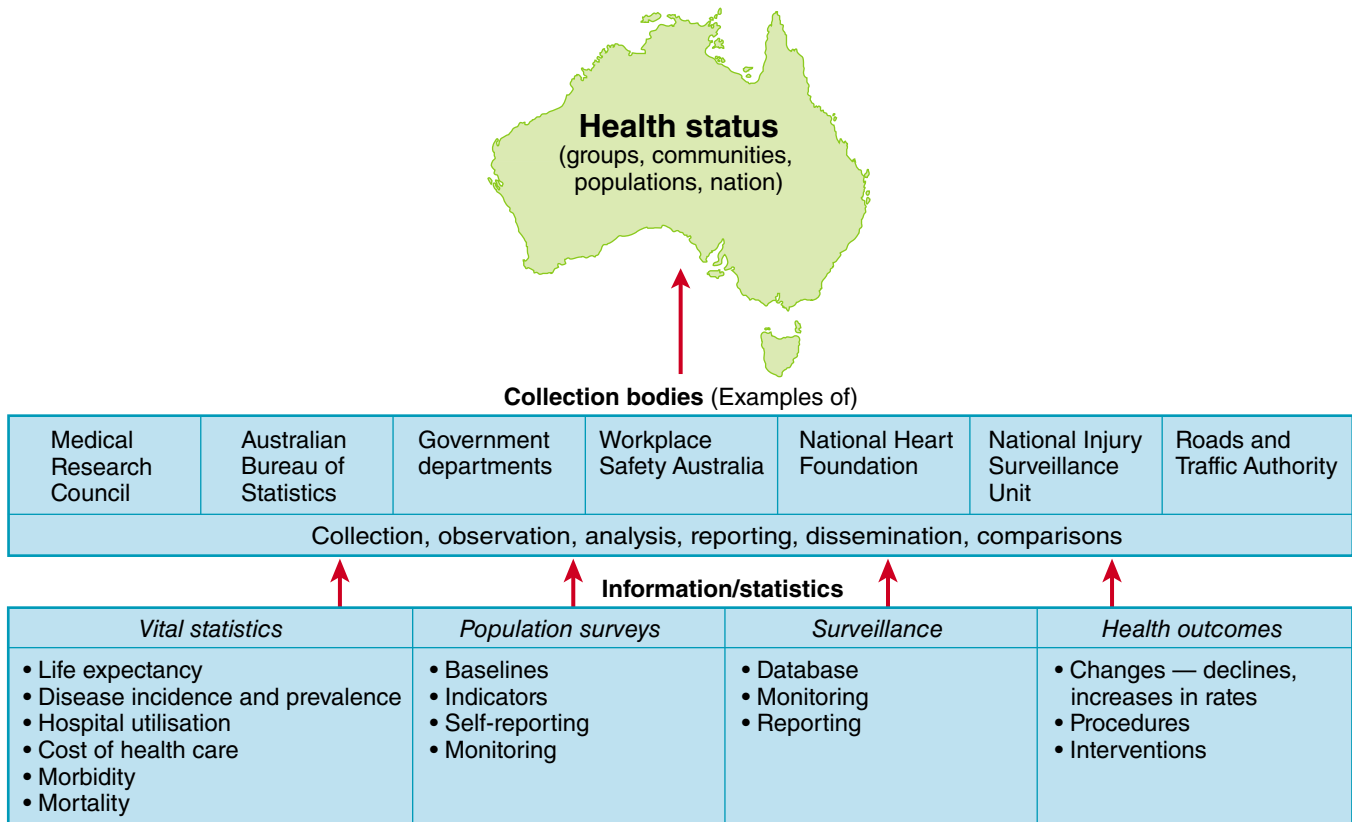 Health status
(groups, communities,
populations, nation)
Collection bodies (Examples of)
Medical
Research
Council
Australian
Bureau of
Statistics
Government
departments
Workplace
Safety Australia
National Heart
Foundation
National Injury
Surveillance
Unit
Roads and
Traffic Authority
Collection, observation, analysis, reporting, dissemination, comparisons
Information/statistics
Vital statistics
• Life expectancy
• Disease incidence and prevalence
• Hospital utilisation
• Cost of health care
• Morbidity
• Mortality
Population surveys
• Baselines
• Indicators
• Self-reporting
• Monitoring
Surveillance
• Database
• Monitoring
• Reporting
Health outcomes
• Changes — declines,
increases in rates
• Procedures
• Interventions